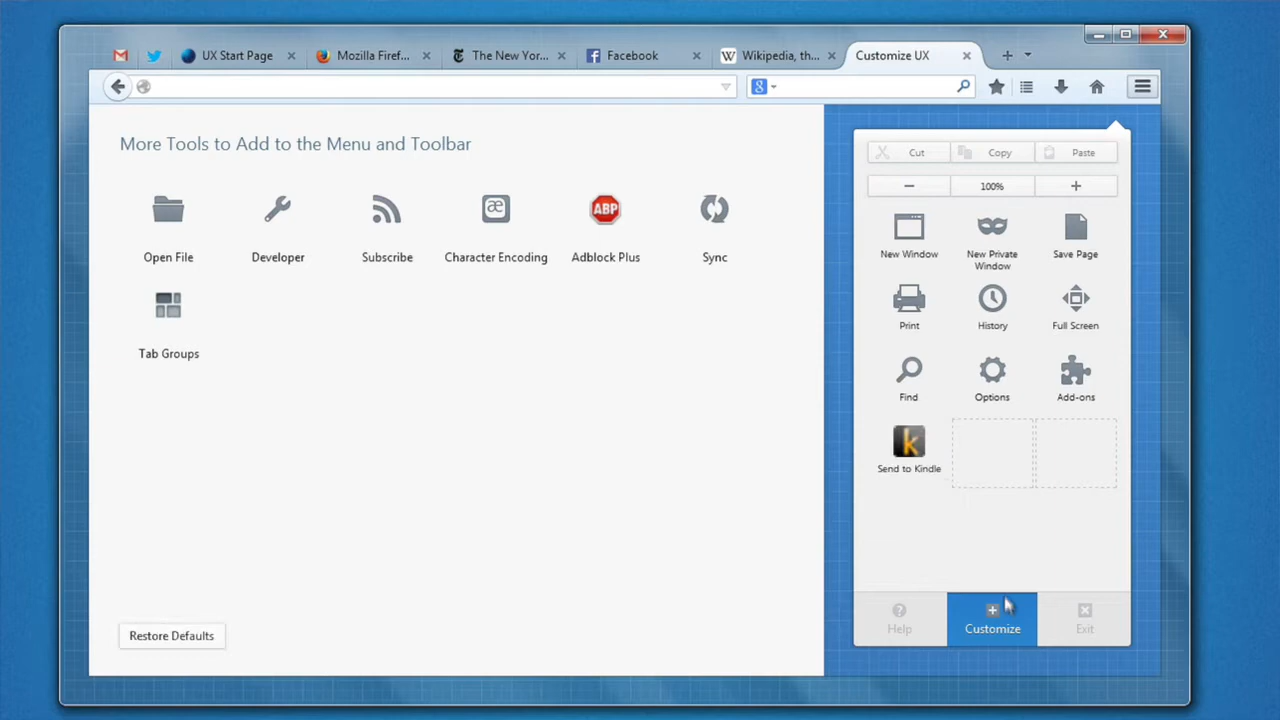 UX Start Page
Mozilla Firef...
The New Yor...
Facebook
Wikipedia, th...
Customize UX
More Tools to Add to the Menu and Toolbar
Open File
Developer
Subscribe
Character Encoding
Adblock Plus
Sync
Tab Groups
Restore Defaults
Cut
Copy
Paste
100%
New Window
New Private
Window
Save Page
Print
History
Full Screen
Find
Options
Add-ons
Send to Kindle
Help
Customize
Exit
æ
ABP
k
W
8